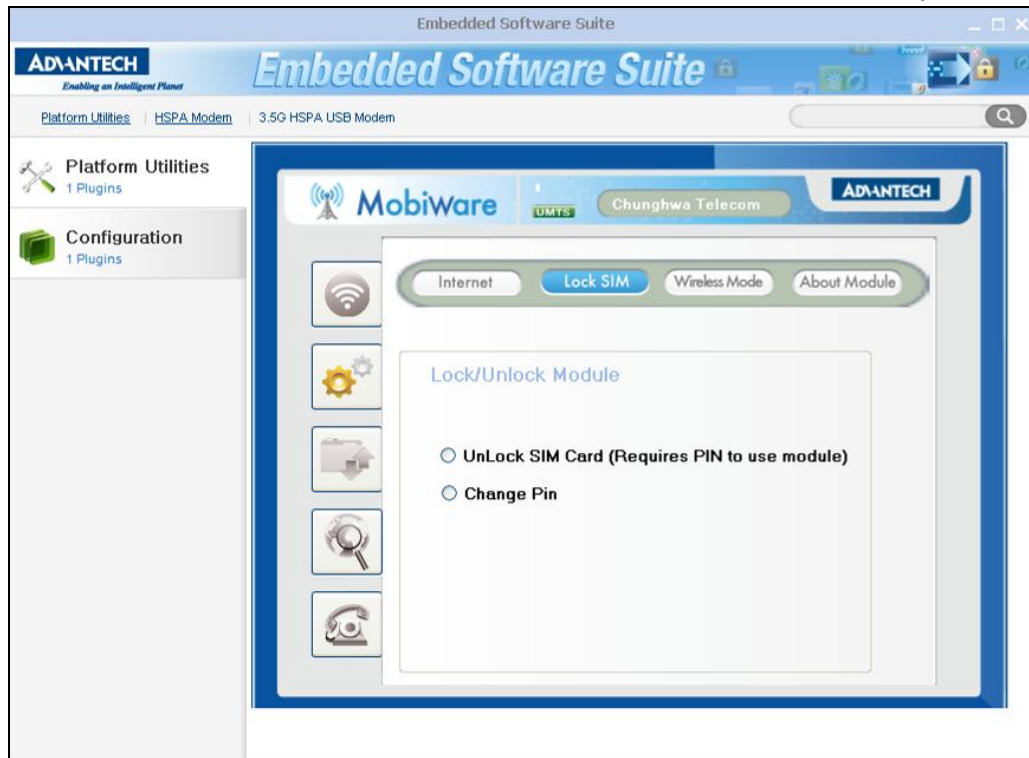 Embedded Software Suite
ADVANTECH
Enabling an Intelligent Planet
Embedded Software Suite
Platform Utilities | HSPA Modem | 3.5G HSPA USB Modem
Platform Utilities
1 Plugins
Configuration
1 Plugins
MobiWare
UMTS
Chunghwa Telecom
ADVANTECH
Internet
Lock SIM
Wireless Mode
About Module
Lock/Unlock Module
UnLock SIM Card (Requires PIN to use module)
Change Pin